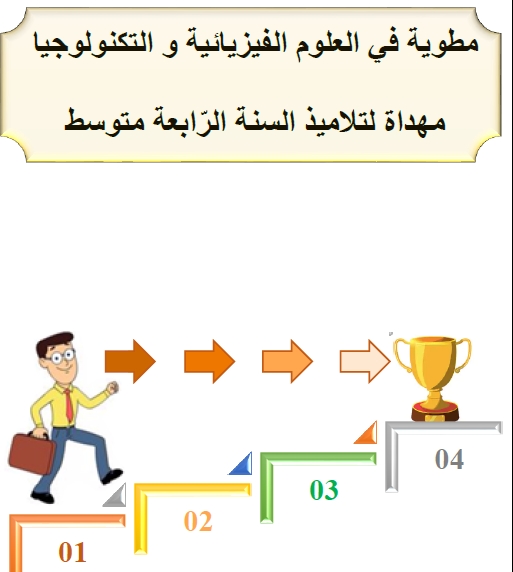 مطوية في العلوم الفيزيائية و التكنولوجيا
مهداة لتلاميذ السنة الرّابعة متوسط
04
03
02
01